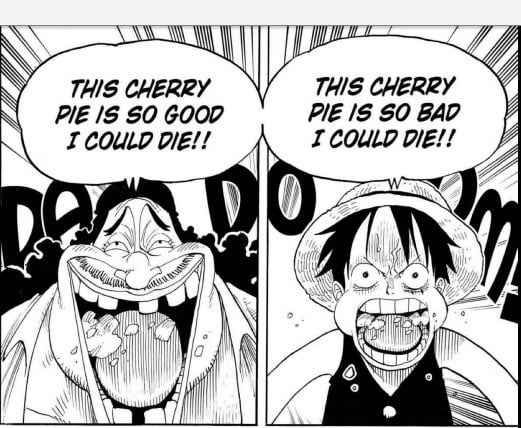 THIS CHERRY
PIE IS SO GOOD
I COULD DIE!!
THIS CHERRY
PIE IS SO BAD
I COULD DIE!!